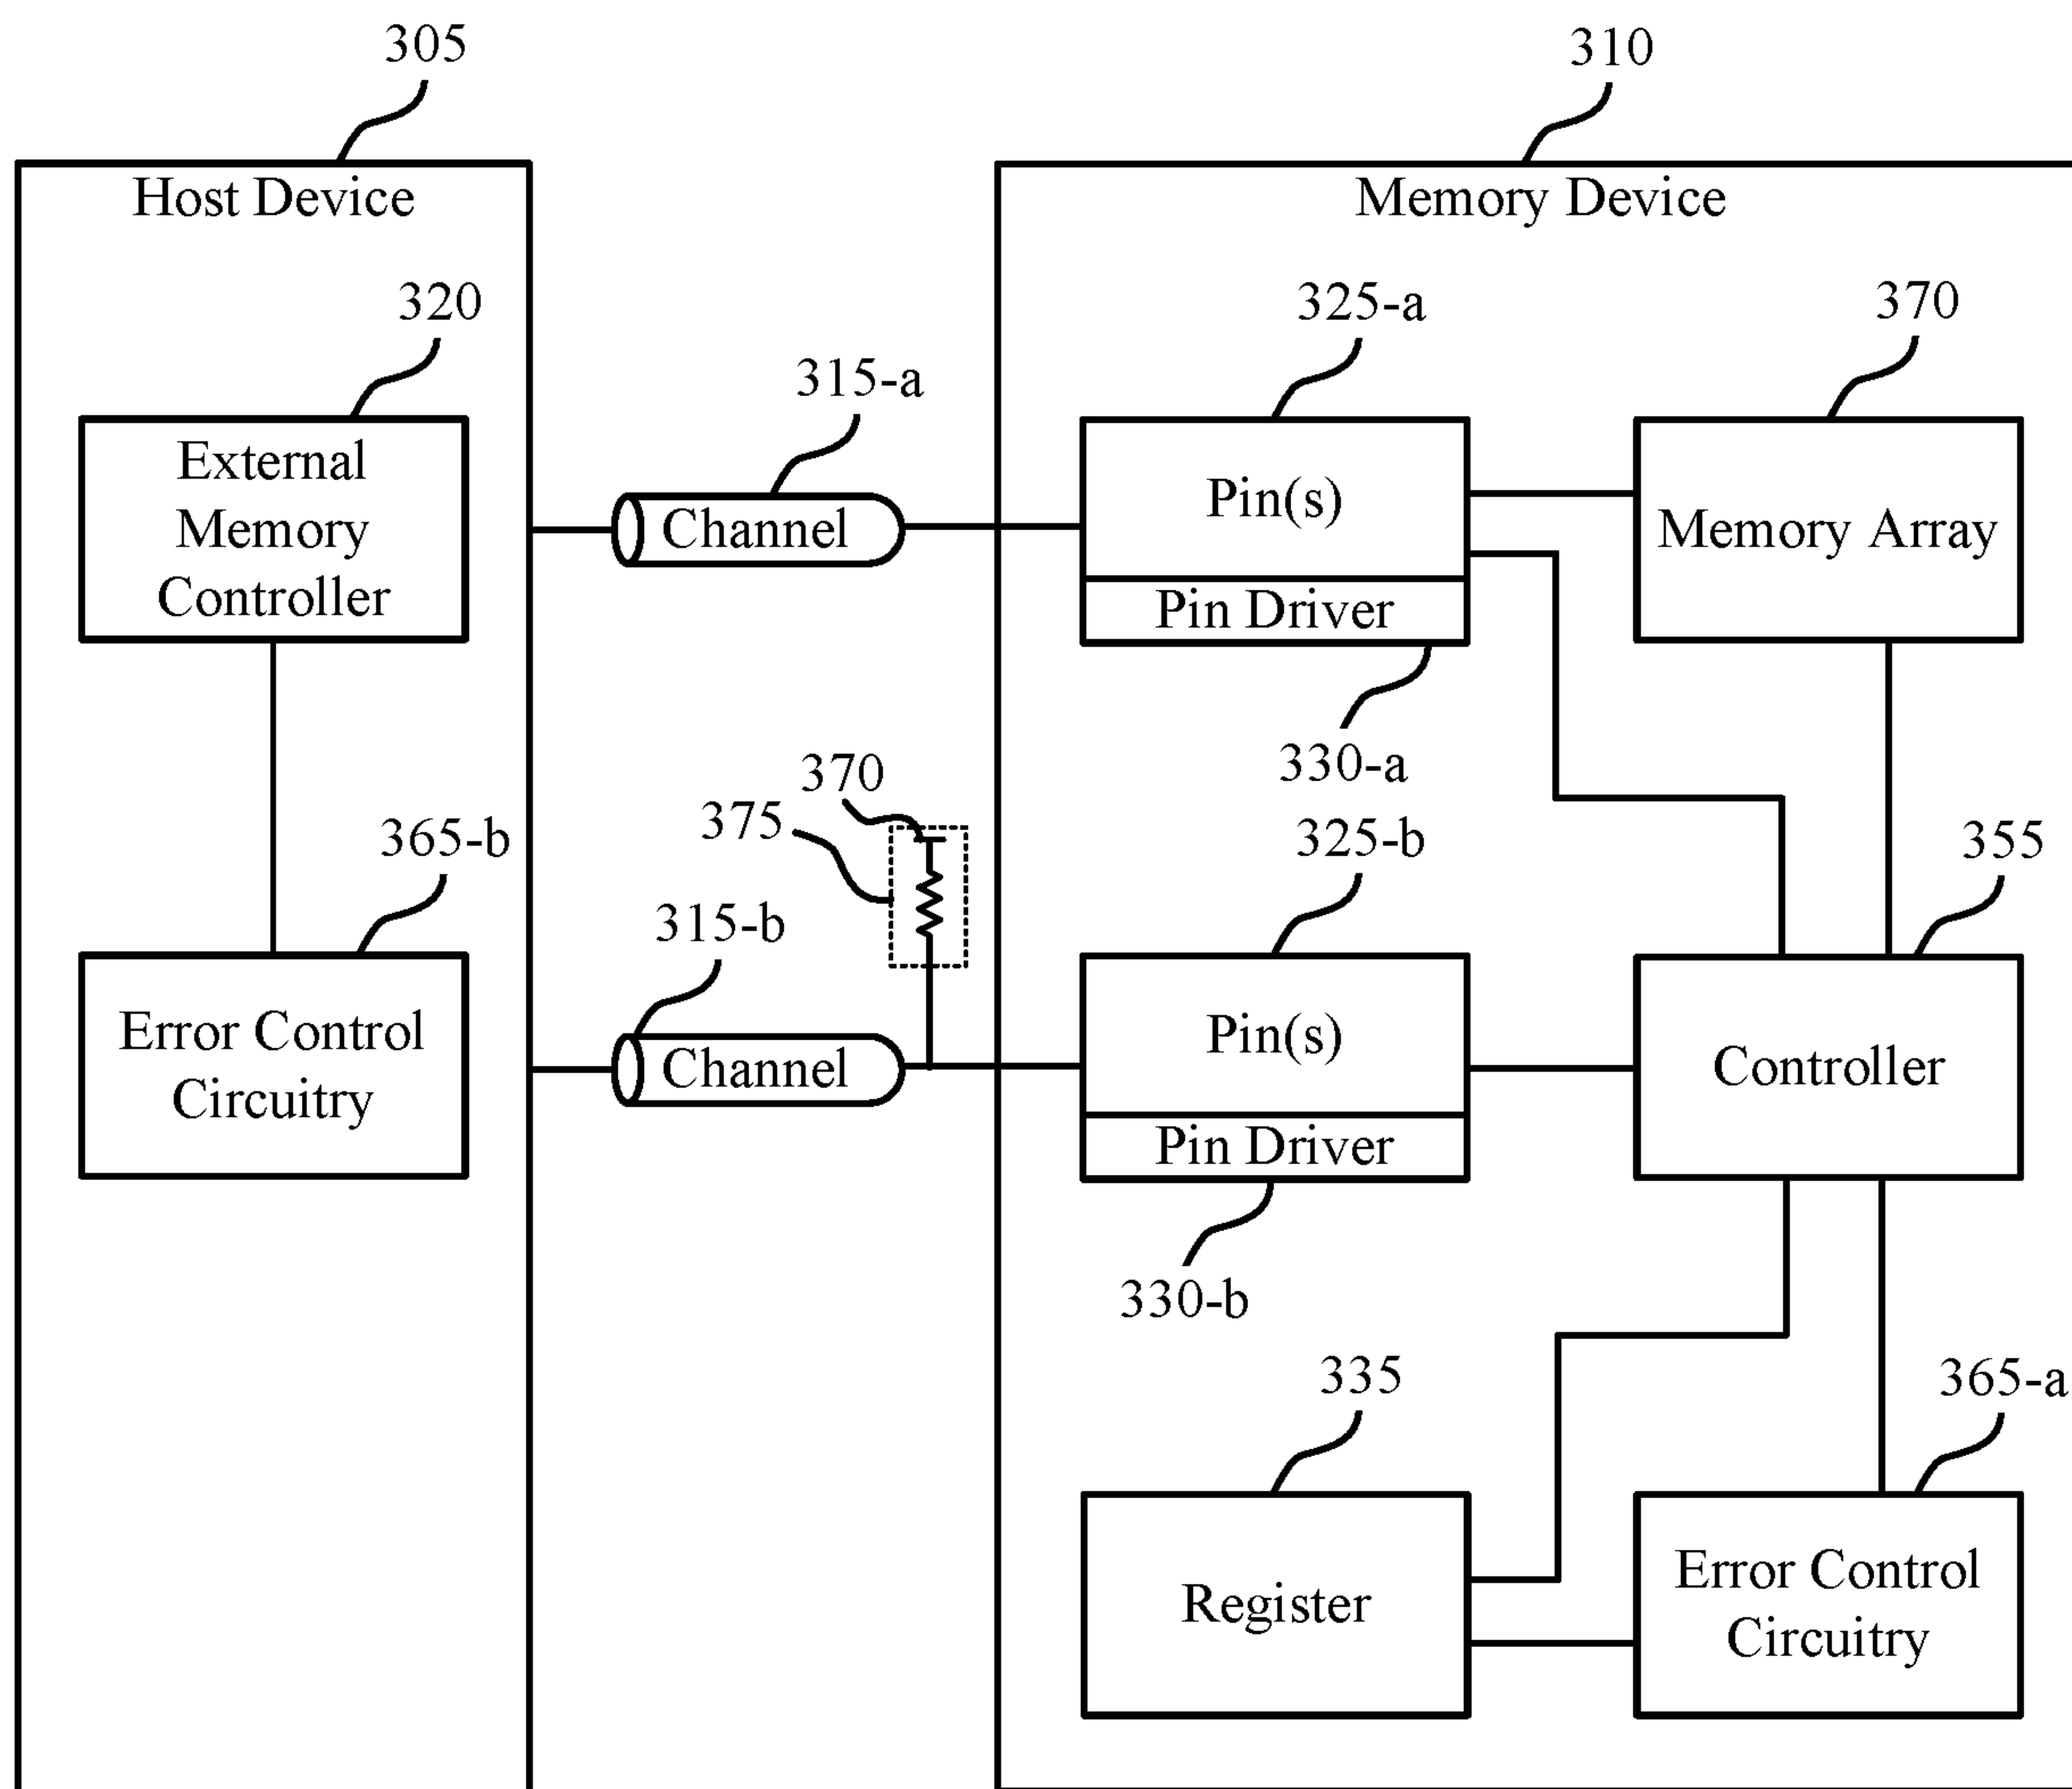 305
310
Host Device
Memory Device
320
325-a
370
315-a
External
Memory
Controller
Channel
Pin(s)
Pin Driver
Memory Array
330-a
370
375
365-b
325-b
355
315-b
Error Control
Circuitry
Channel
Pin(s)
Pin Driver
Controller
330-b
335
365-a
Register
Error Control
Circuitry